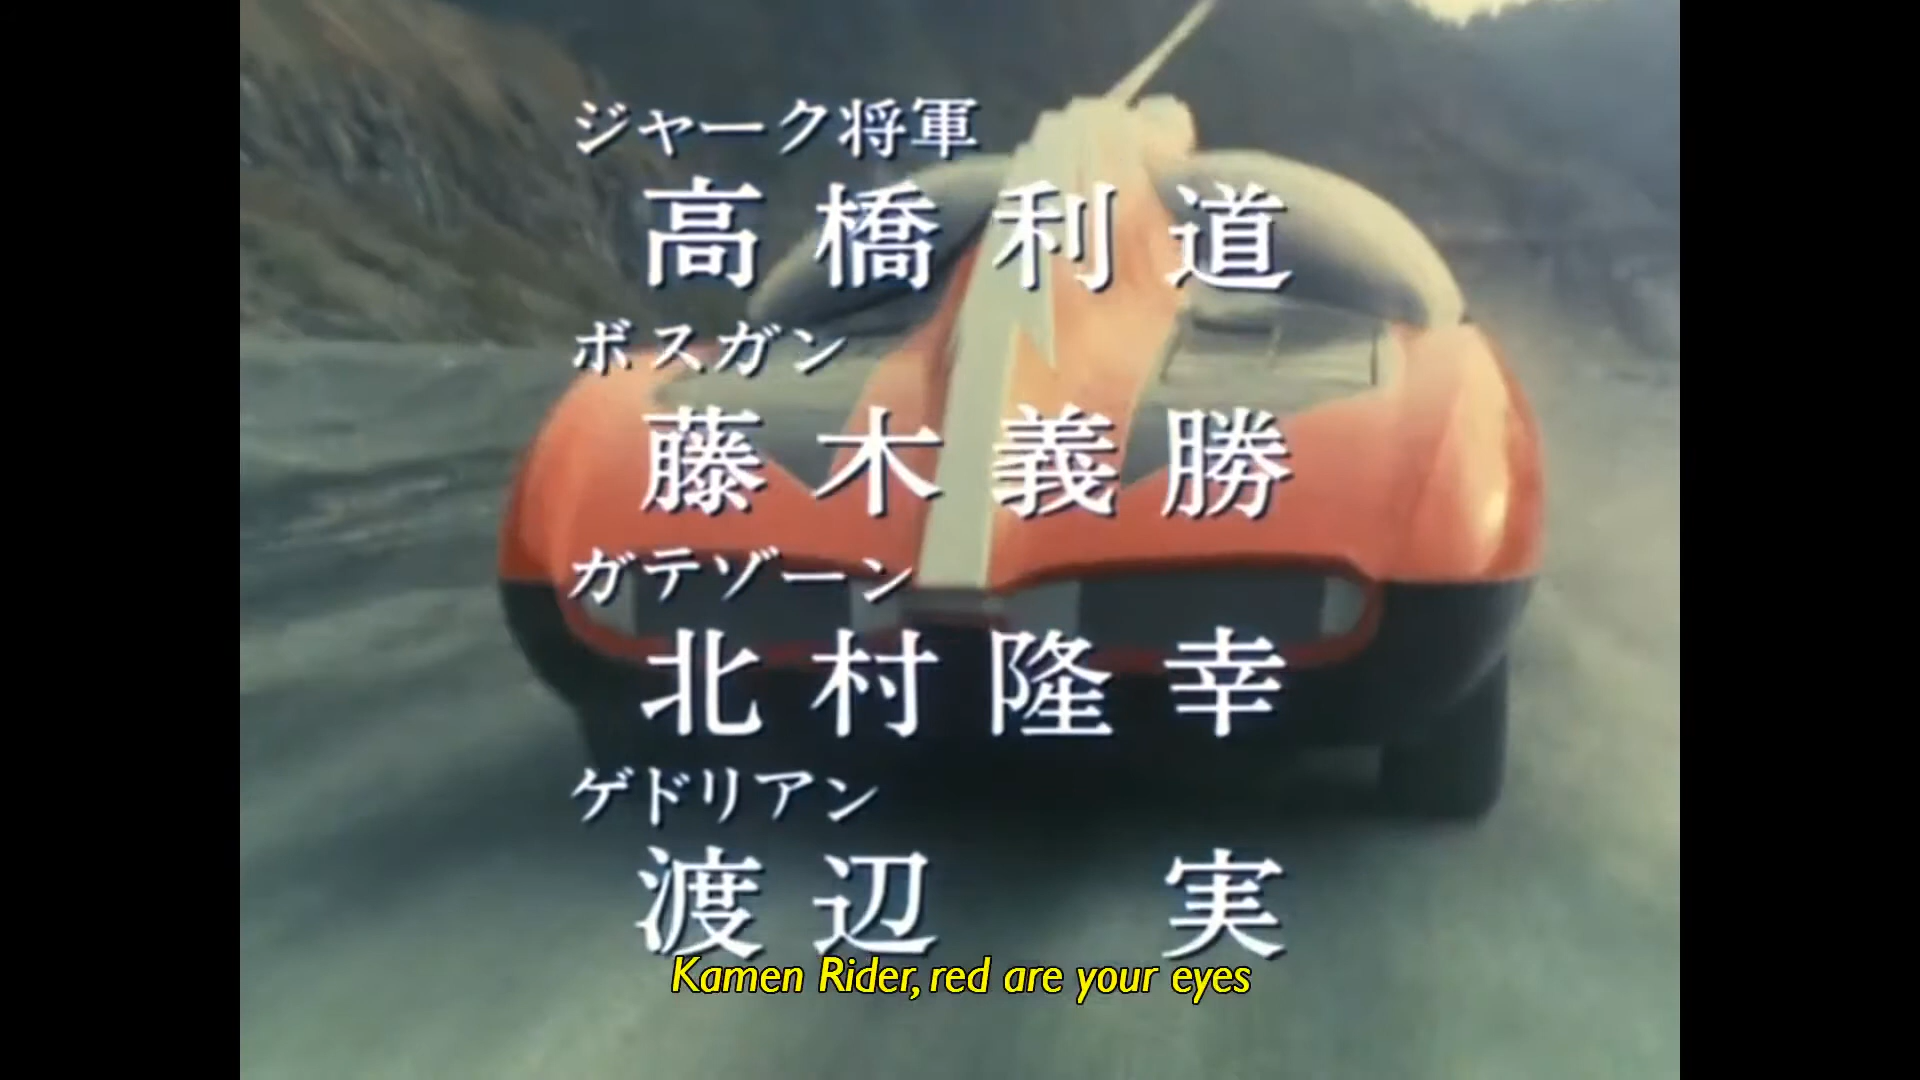 ジャーク将軍
高橋利道
ボスガン
藤木義勝
ガテゾーン
北村隆幸
ゲドリアン
渡辺 実
Kamen Rider, red are your eyes